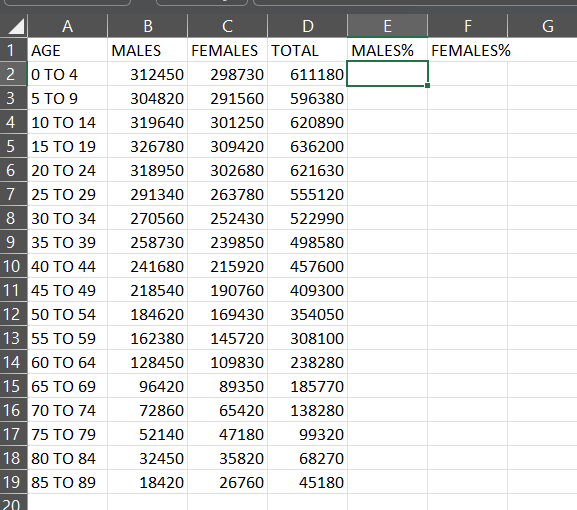 A B C D E F G
1 AGE MALES FEMALES TOTAL MALES% FEMALES%
2 0 TO 4 312450 298730 611180
3 5 TO 9 304820 291560 596380
4 10 TO 14 319640 301250 620890
5 15 TO 19 326780 309420 636200
6 20 TO 24 318950 302680 621630
7 25 TO 29 291340 263780 555120
8 30 TO 34 270560 252430 522990
9 35 TO 39 258730 239850 498580
10 40 TO 44 241680 215920 457600
11 45 TO 49 218540 190760 409300
12 50 TO 54 184620 169430 354050
13 55 TO 59 162380 145720 308100
14 60 TO 64 128450 109830 238280
15 65 TO 69 96420 89350 185770
16 70 TO 74 72860 65420 138280
17 75 TO 79 52140 47180 99320
18 80 TO 84 32450 35820 68270
19 85 TO 89 18420 26760 45180
20